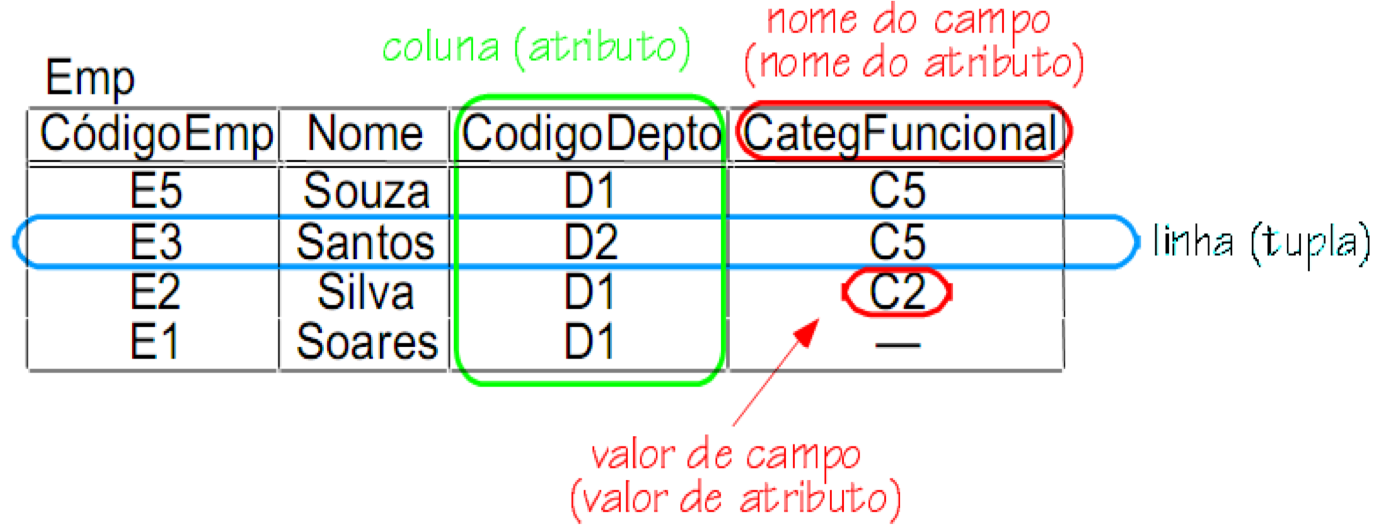 nome do campo
coluna (atributo) (nome do atributo)
Emp
CódigoEmp Nome CodigoDepto CategFuncional
E5 Souza D1 C5
E3 Santos D2 C5 linha (tupla)
E2 Silva D1 C2
E1 Soares D1 —
valor de campo
(valor de atributo)